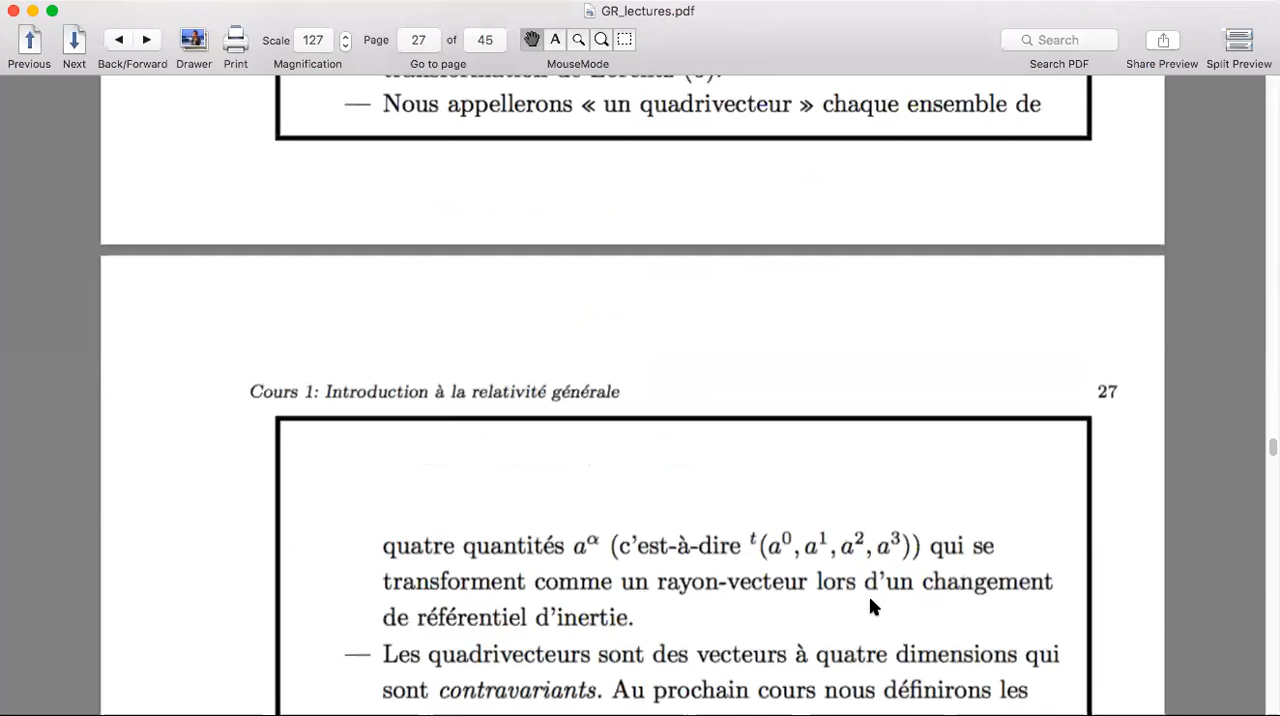 GR_lectures.pdf
Previous Next Back/Forward Drawer Print Scale 127 Magnification Page 27 of 45 Go to page A MouseMode Search Search PDF Share Preview Split Preview
transformation de Lorentz
— Nous appellerons « un quadrivecteur » chaque ensemble de
Cours 1: Introduction à la relativité générale 27
quatre quantités a^α (c'est-à-dire ^t(a^0, a^1, a^2, a^3)) qui se
transforment comme un rayon-vecteur lors d'un changement
de référentiel d'inertie.
— Les quadrivecteurs sont des vecteurs à quatre dimensions qui
sont contravariants. Au prochain cours nous définirons les